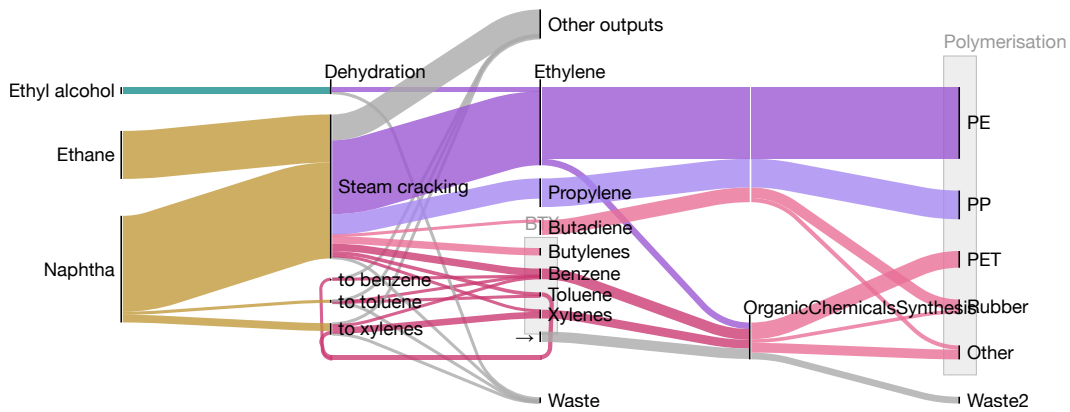 Other outputs
Polymerisation
Dehydration
Ethylene
Ethyl alcohol
PE
Ethane
Steam cracking
Propylene
PP
BTX
Butadiene
Butylenes
PET
Naphtha
to benzene
Benzene
to toluene
Toluene
OrganicChemicalsSynthesis
Rubber
to xylenes
Xylenes
→
Other
Waste
Waste2